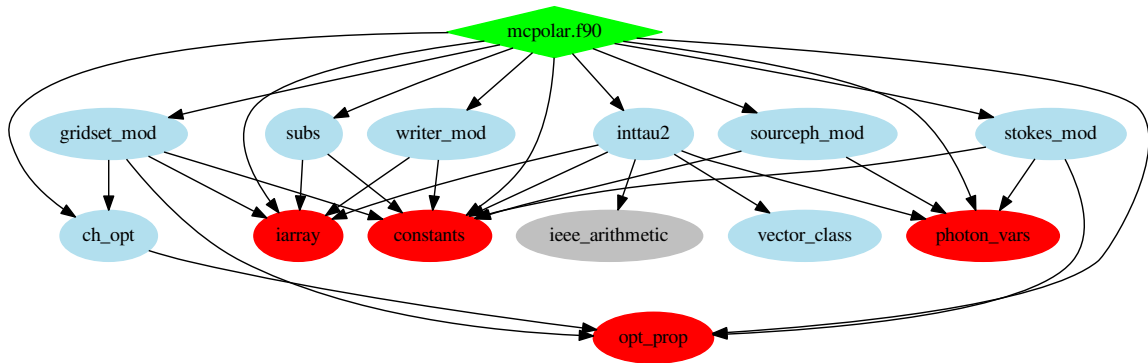 mcpolar.f90
gridset_mod
subs
writer_mod
inttau2
sourceph_mod
stokes_mod
ch_opt
iarray
constants
ieee_arithmetic
vector_class
photon_vars
opt_prop